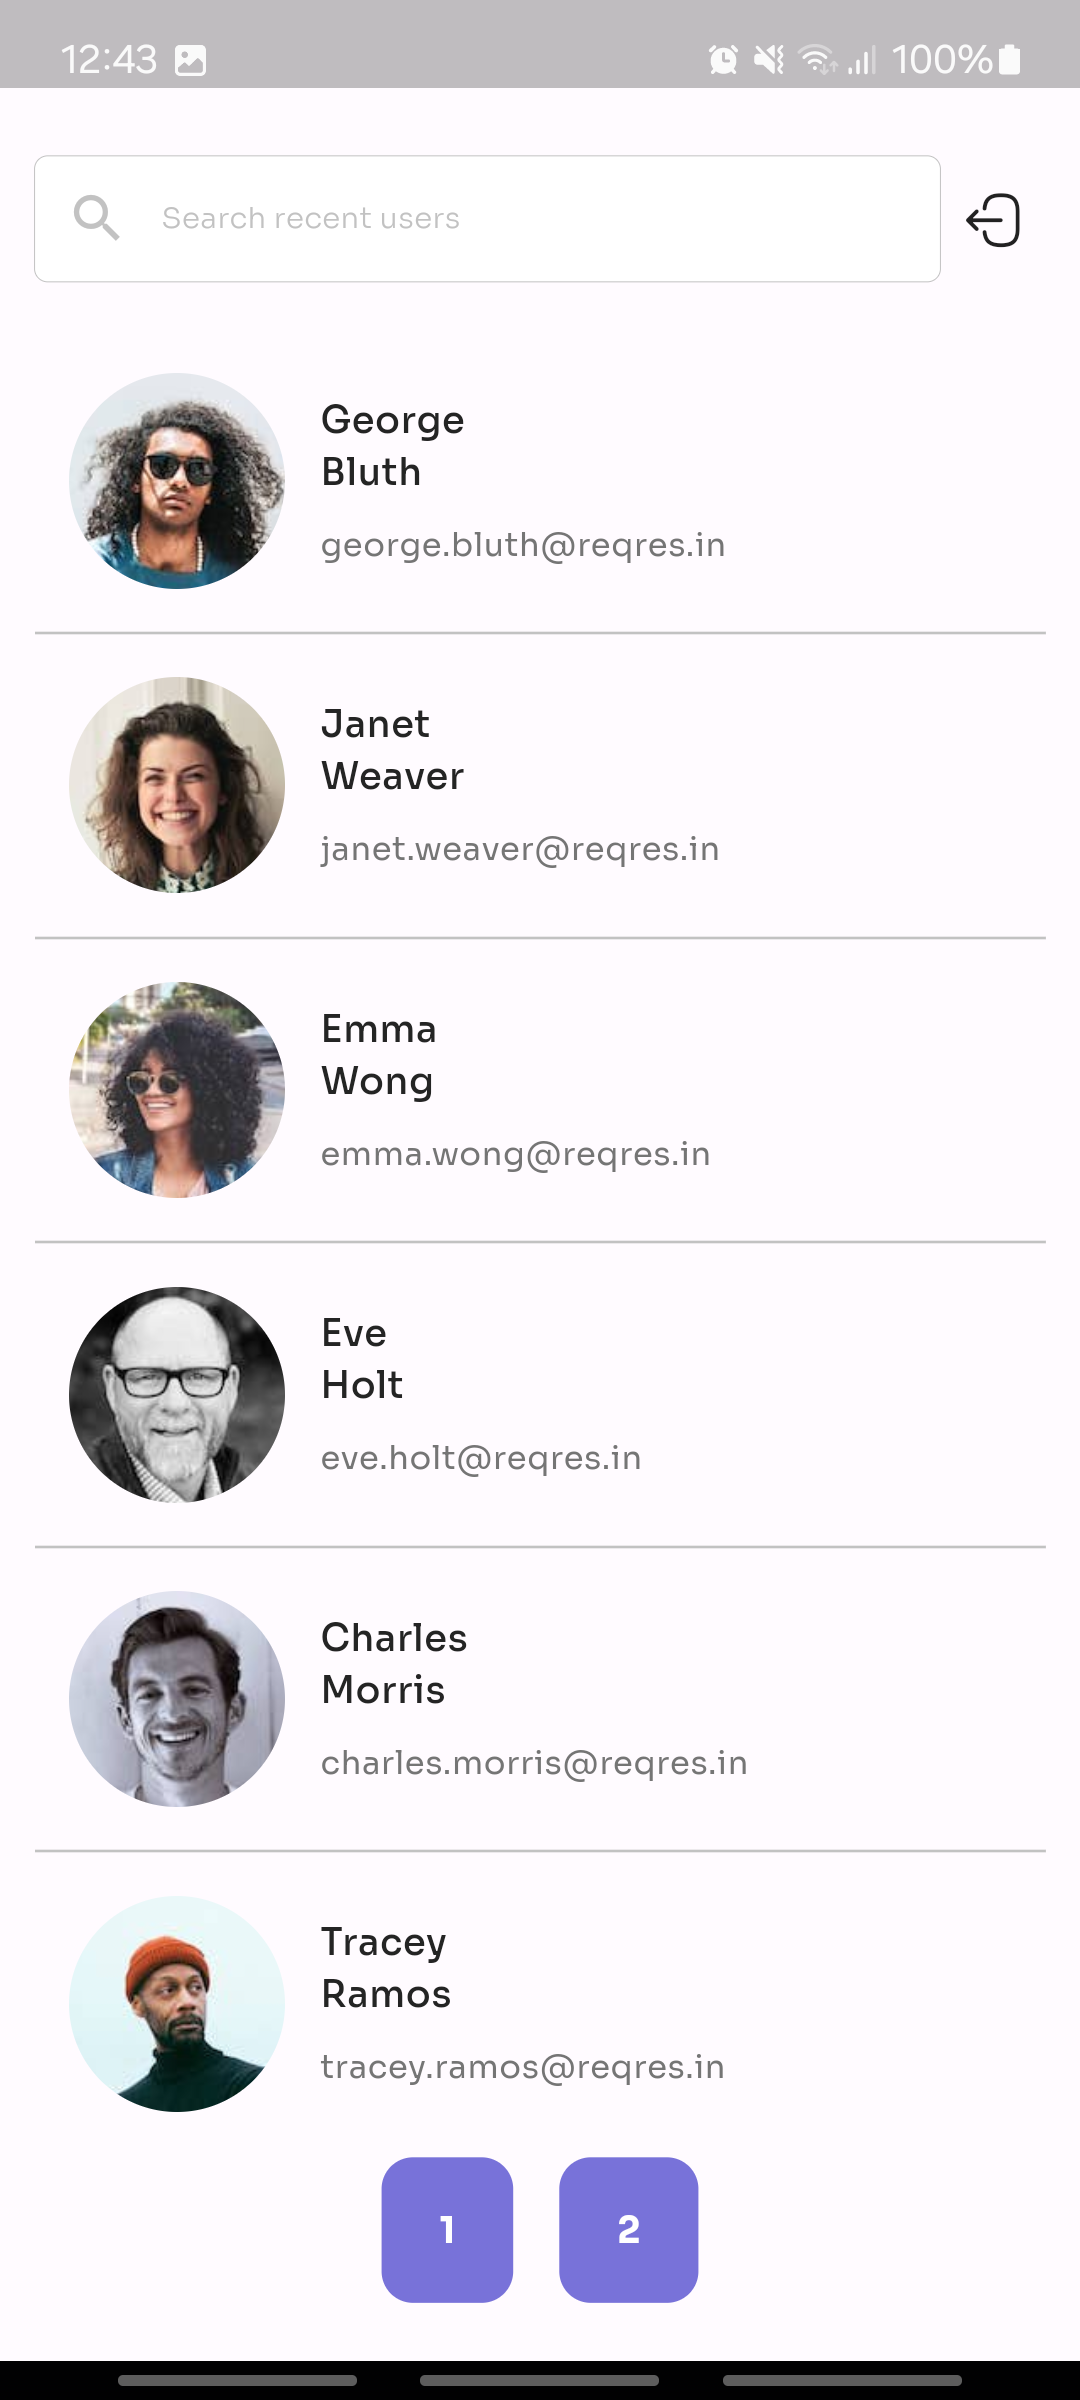 12:43 100%
Search recent users
George
Bluth
george.bluth@reqres.in
Janet
Weaver
janet.weaver@reqres.in
Emma
Wong
emma.wong@reqres.in
Eve
Holt
eve.holt@reqres.in
Charles
Morris
charles.morris@reqres.in
Tracey
Ramos
tracey.ramos@reqres.in
1 2